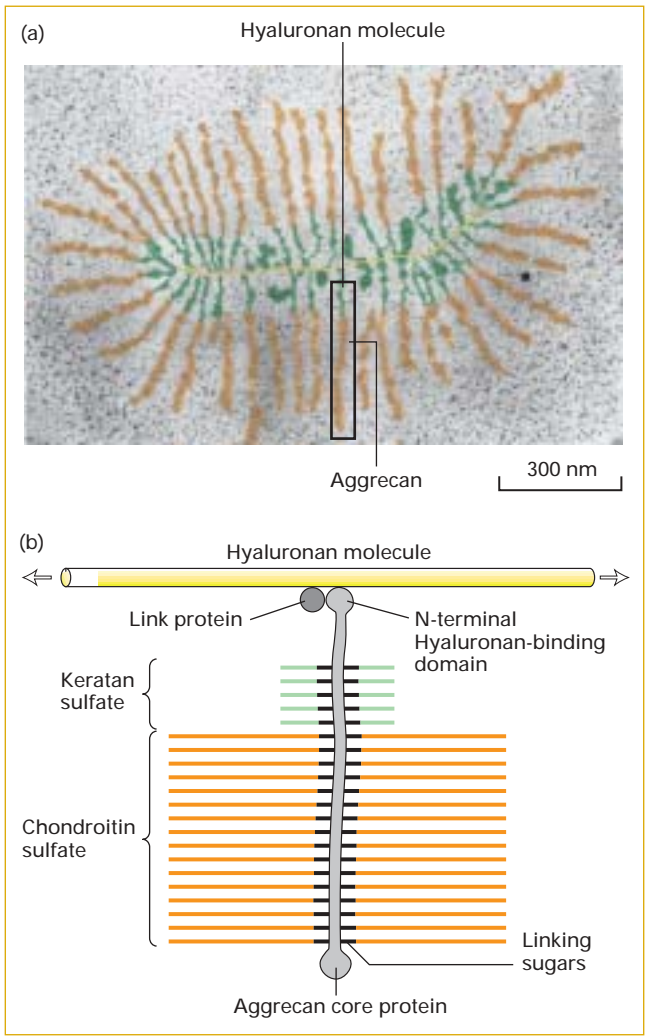 (a)
Hyaluronan molecule
Aggrecan
300 nm
(b)
Hyaluronan molecule
Link protein
N-terminal
Hyaluronan-binding
domain
Keratan
sulfate
Chondroitin
sulfate
Linking
sugars
Aggrecan core protein